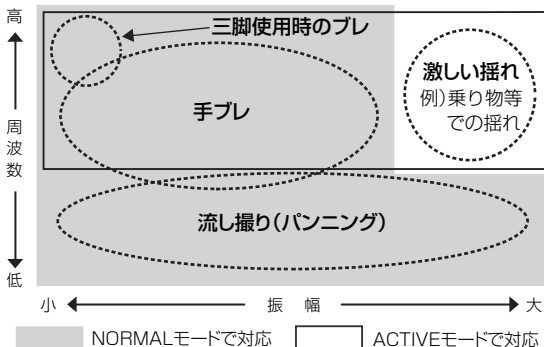 高
周波数
低
三脚使用時のブレ
激しい揺れ
例)乗り物等
での揺れ
手ブレ
流し撮り(パンニング)
小
振 幅
大
NORMALモードで対応
ACTIVEモードで対応